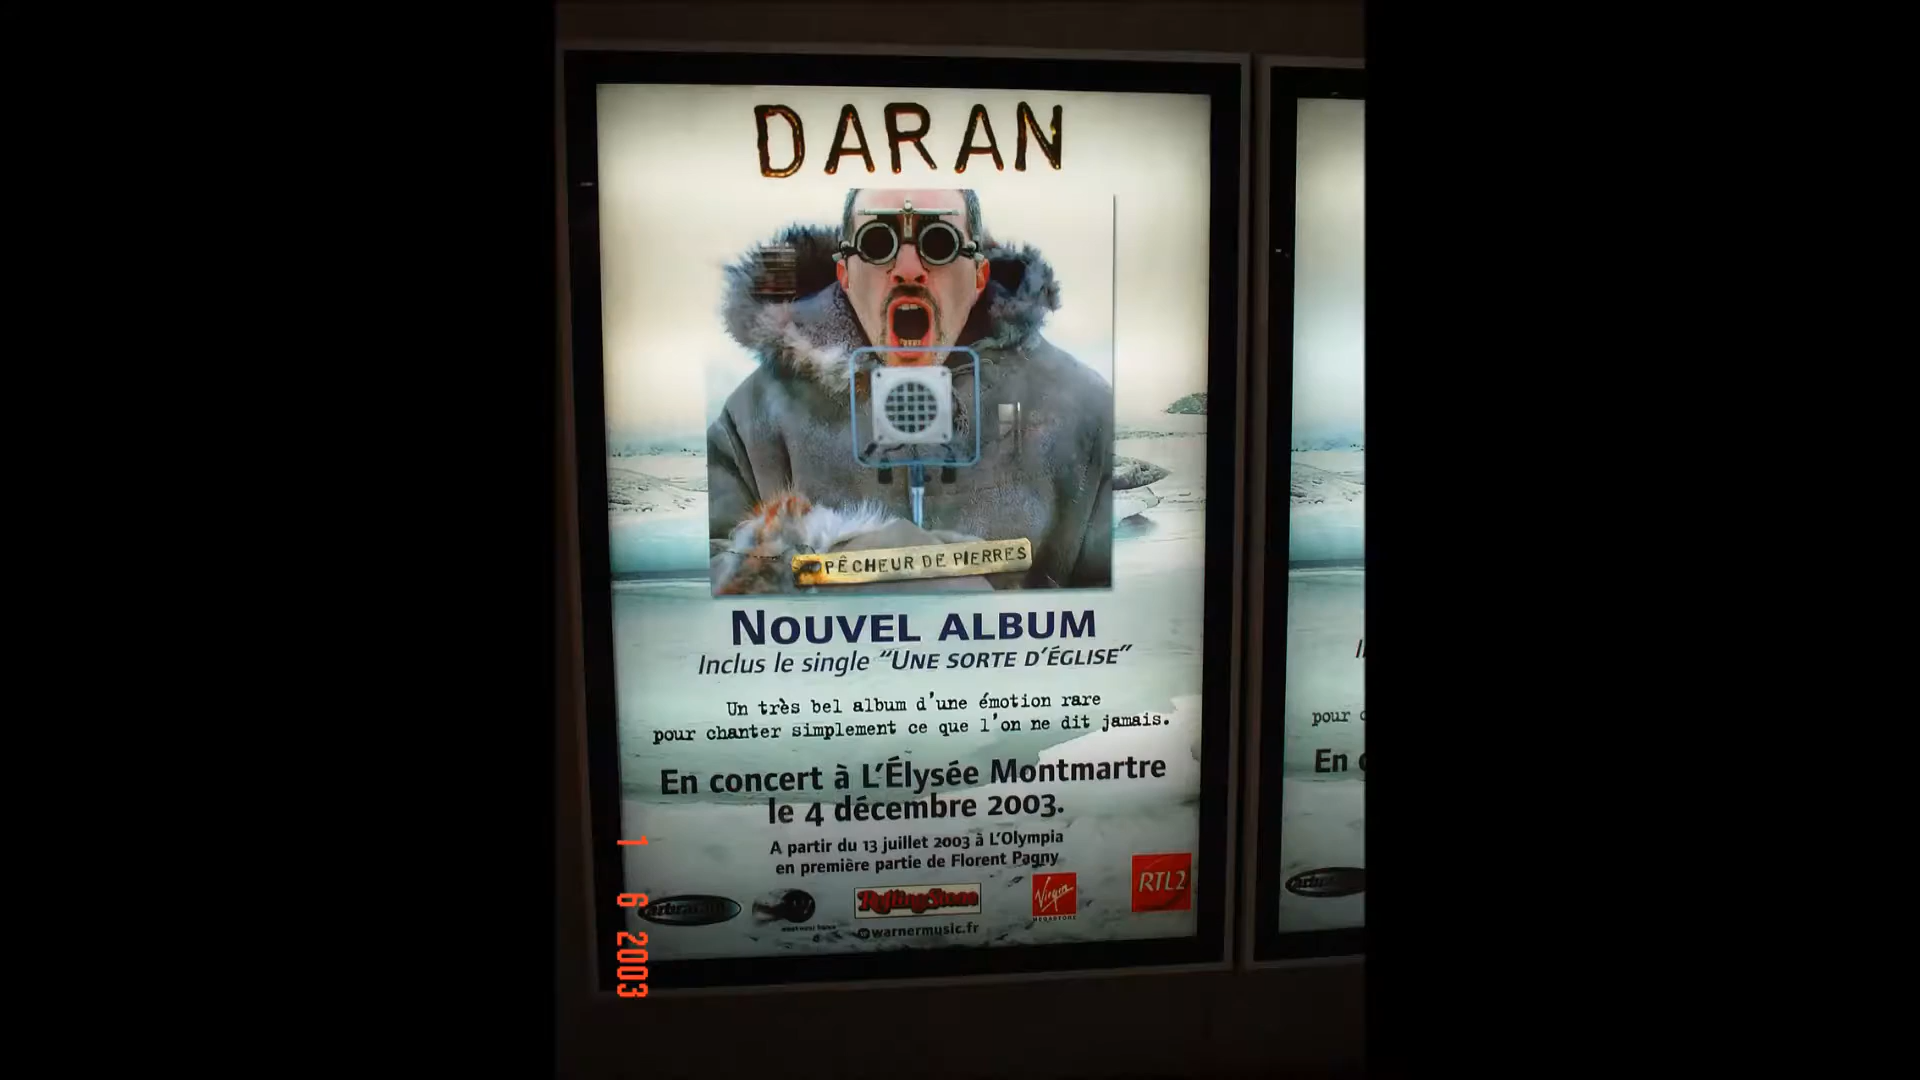 DARAN
PÊCHEUR DE PIERRES
NOUVEL ALBUM
Inclus le single “UNE SORTE D'ÉGLISE”
Un très bel album d'une émotion rare
pour chanter simplement ce que l'on ne dit jamais.
En concert à L'Élysée Montmartre
le 4 décembre 2003.
A partir du 13 juillet 2003 à L'Olympia
en première partie de Florent Pagny
Rolling Stone
Virgin
MEGASTORE
RTL2
warnermusic.fr
1 6 2003
pour
En